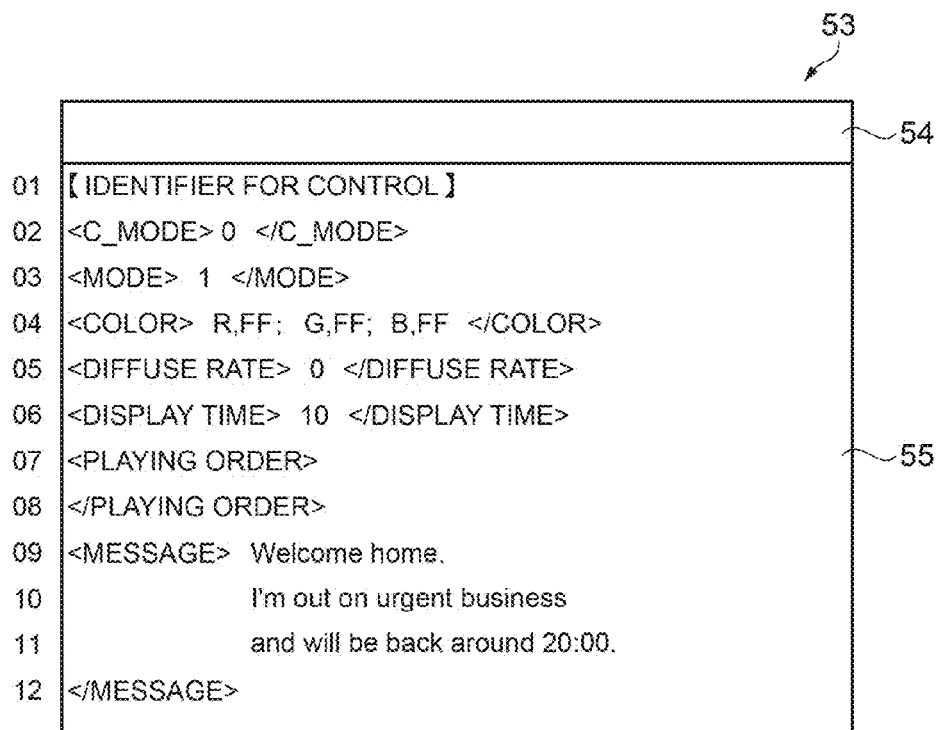 53
54
01 【 IDENTIFIER FOR CONTROL 】
02 <C_MODE> 0 </C_MODE>
03 <MODE> 1 </MODE>
04 <COLOR> R,FF; G,FF; B,FF </COLOR>
05 <DIFFUSE RATE> 0 </DIFFUSE RATE>
06 <DISPLAY TIME> 10 </DISPLAY TIME>
07 <PLAYING ORDER>
55
08 </PLAYING ORDER>
09 <MESSAGE> Welcome home.
10 I'm out on urgent business
11 and will be back around 20:00.
12 </MESSAGE>